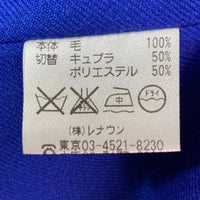 本体 毛 100%
切替 キュプラ 50%
ポリエステル 50%
中
ドライ
(株)レナウン
東京03-4521-8230